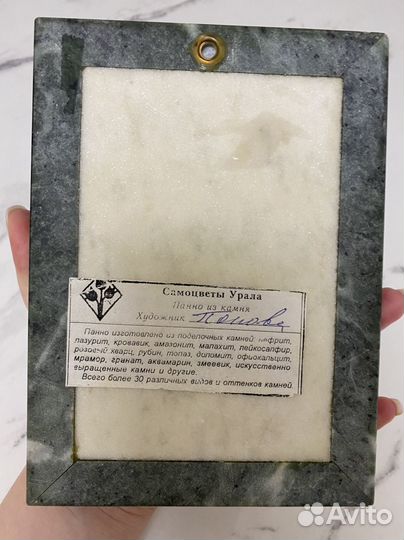 Самоцветы Урала
Панно из камня
Художник Попова
Панно изготовлено из поделочных камней: нефрит,
лазурит, кровавик, амазонит, малахит, лейкосапфир,
розовый кварц, рубин, топаз, диломит, офиокальцит,
мрамор, гранат, аквамарин, змеевик, искусственно
выращенные камни и другие.
Всего более 30 различных видов и оттенков камней.
Avito